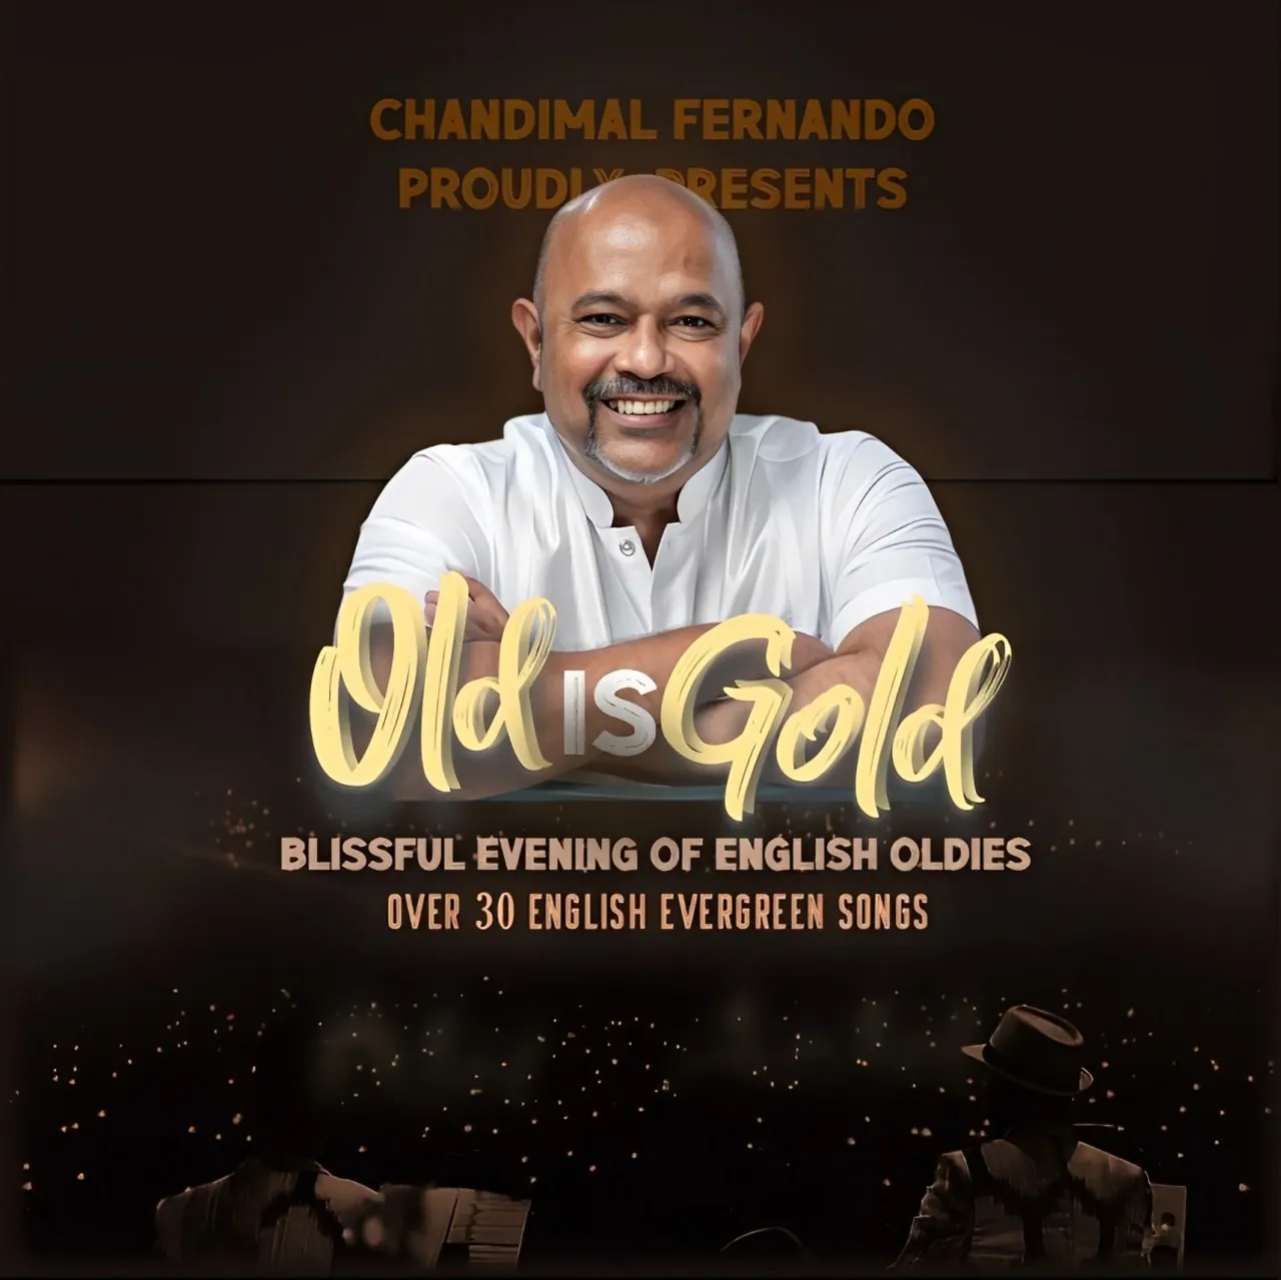 CHANDIMAL FERNANDO
PROUDLY PRESENTS
Old IS Gold
BLISSFUL EVENING OF ENGLISH OLDIES
OVER 30 ENGLISH EVERGREEN SONGS